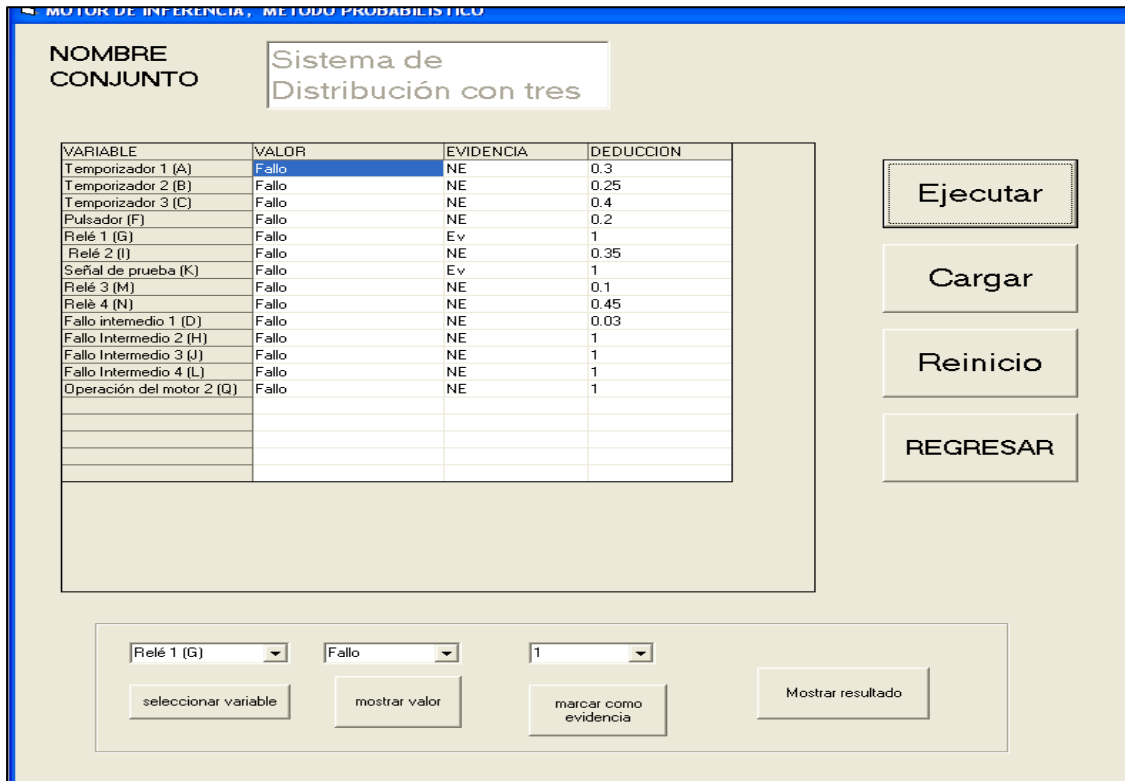 MOTOR DE INFERENCIA, METODO PROBABILISTICO
NOMBRE
CONJUNTO
Sistema de
Distribución con tres
VARIABLE VALOR EVIDENCIA DEDUCCION
Temporizador 1 (A) Fallo NE 0.3
Temporizador 2 (B) Fallo NE 0.25
Temporizador 3 (C) Fallo NE 0.4
Pulsador (F) Fallo NE 0.2
Relé 1 (G) Fallo Ev 1
Relé 2 (I) Fallo NE 0.35
Señal de prueba (K) Fallo Ev 1
Relé 3 (M) Fallo NE 0.1
Relè 4 (N) Fallo NE 0.45
Fallo intemedio 1 (D) Fallo NE 0.03
Fallo Intermedio 2 (H) Fallo NE 1
Fallo Intermedio 3 (J) Fallo NE 1
Fallo Intermedio 4 (L) Fallo NE 1
Operación del motor 2 (Q) Fallo NE 1
Ejecutar
Cargar
Reinicio
REGRESAR
Relé 1 (G) Fallo 1
seleccionar variable
mostrar valor
marcar como
evidencia
Mostrar resultado